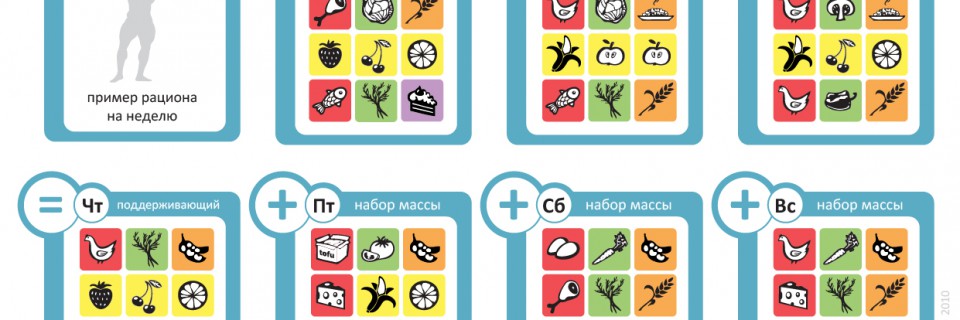 пример рациона
на неделю
= Чт поддерживающий
+ Пт набор массы
+ Сб набор массы
+ Вс набор массы
tofu
2010